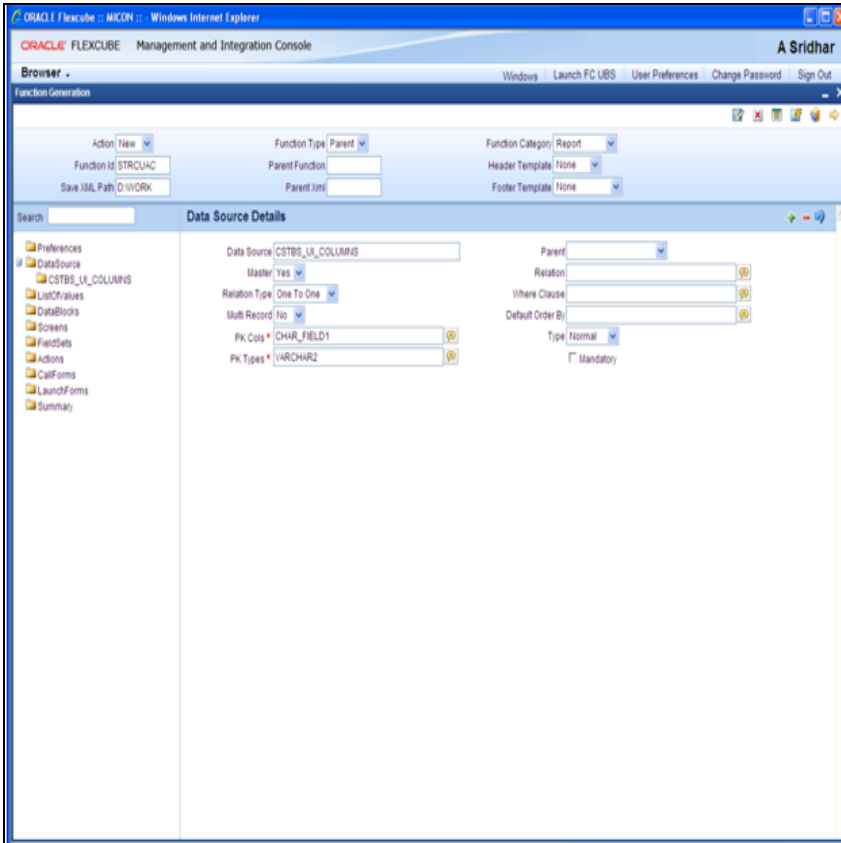 ORACLE Flexcube :: MICON :: - Windows Internet Explorer
ORACLE FLEXCUBE Management and Integration Console
A Sridhar
Browser
Windows Launch FC UBS User Preferences Change Password Sign Out
Function Generation
Action New Function Type Parent Function Category Report
Function Id STRCUAC Parent Function Header Template None
Save XML Path D:\WORK Parent Xml Footer Template None
Search Data Source Details
Preferences
DataSource
CSTBS_UI_COLUMNS
ListOfValues
DataBlocks
Screens
FieldSets
Actions
CallForms
LaunchForms
Summary
Data Source CSTBS_UI_COLUMNS Parent
Master Yes Relation
Relation Type One To One Where Clause
Multi Record No Default Order By
PK Cols * CHAR_FIELD1 Type Normal
PK Types * VARCHAR2 Mandatory